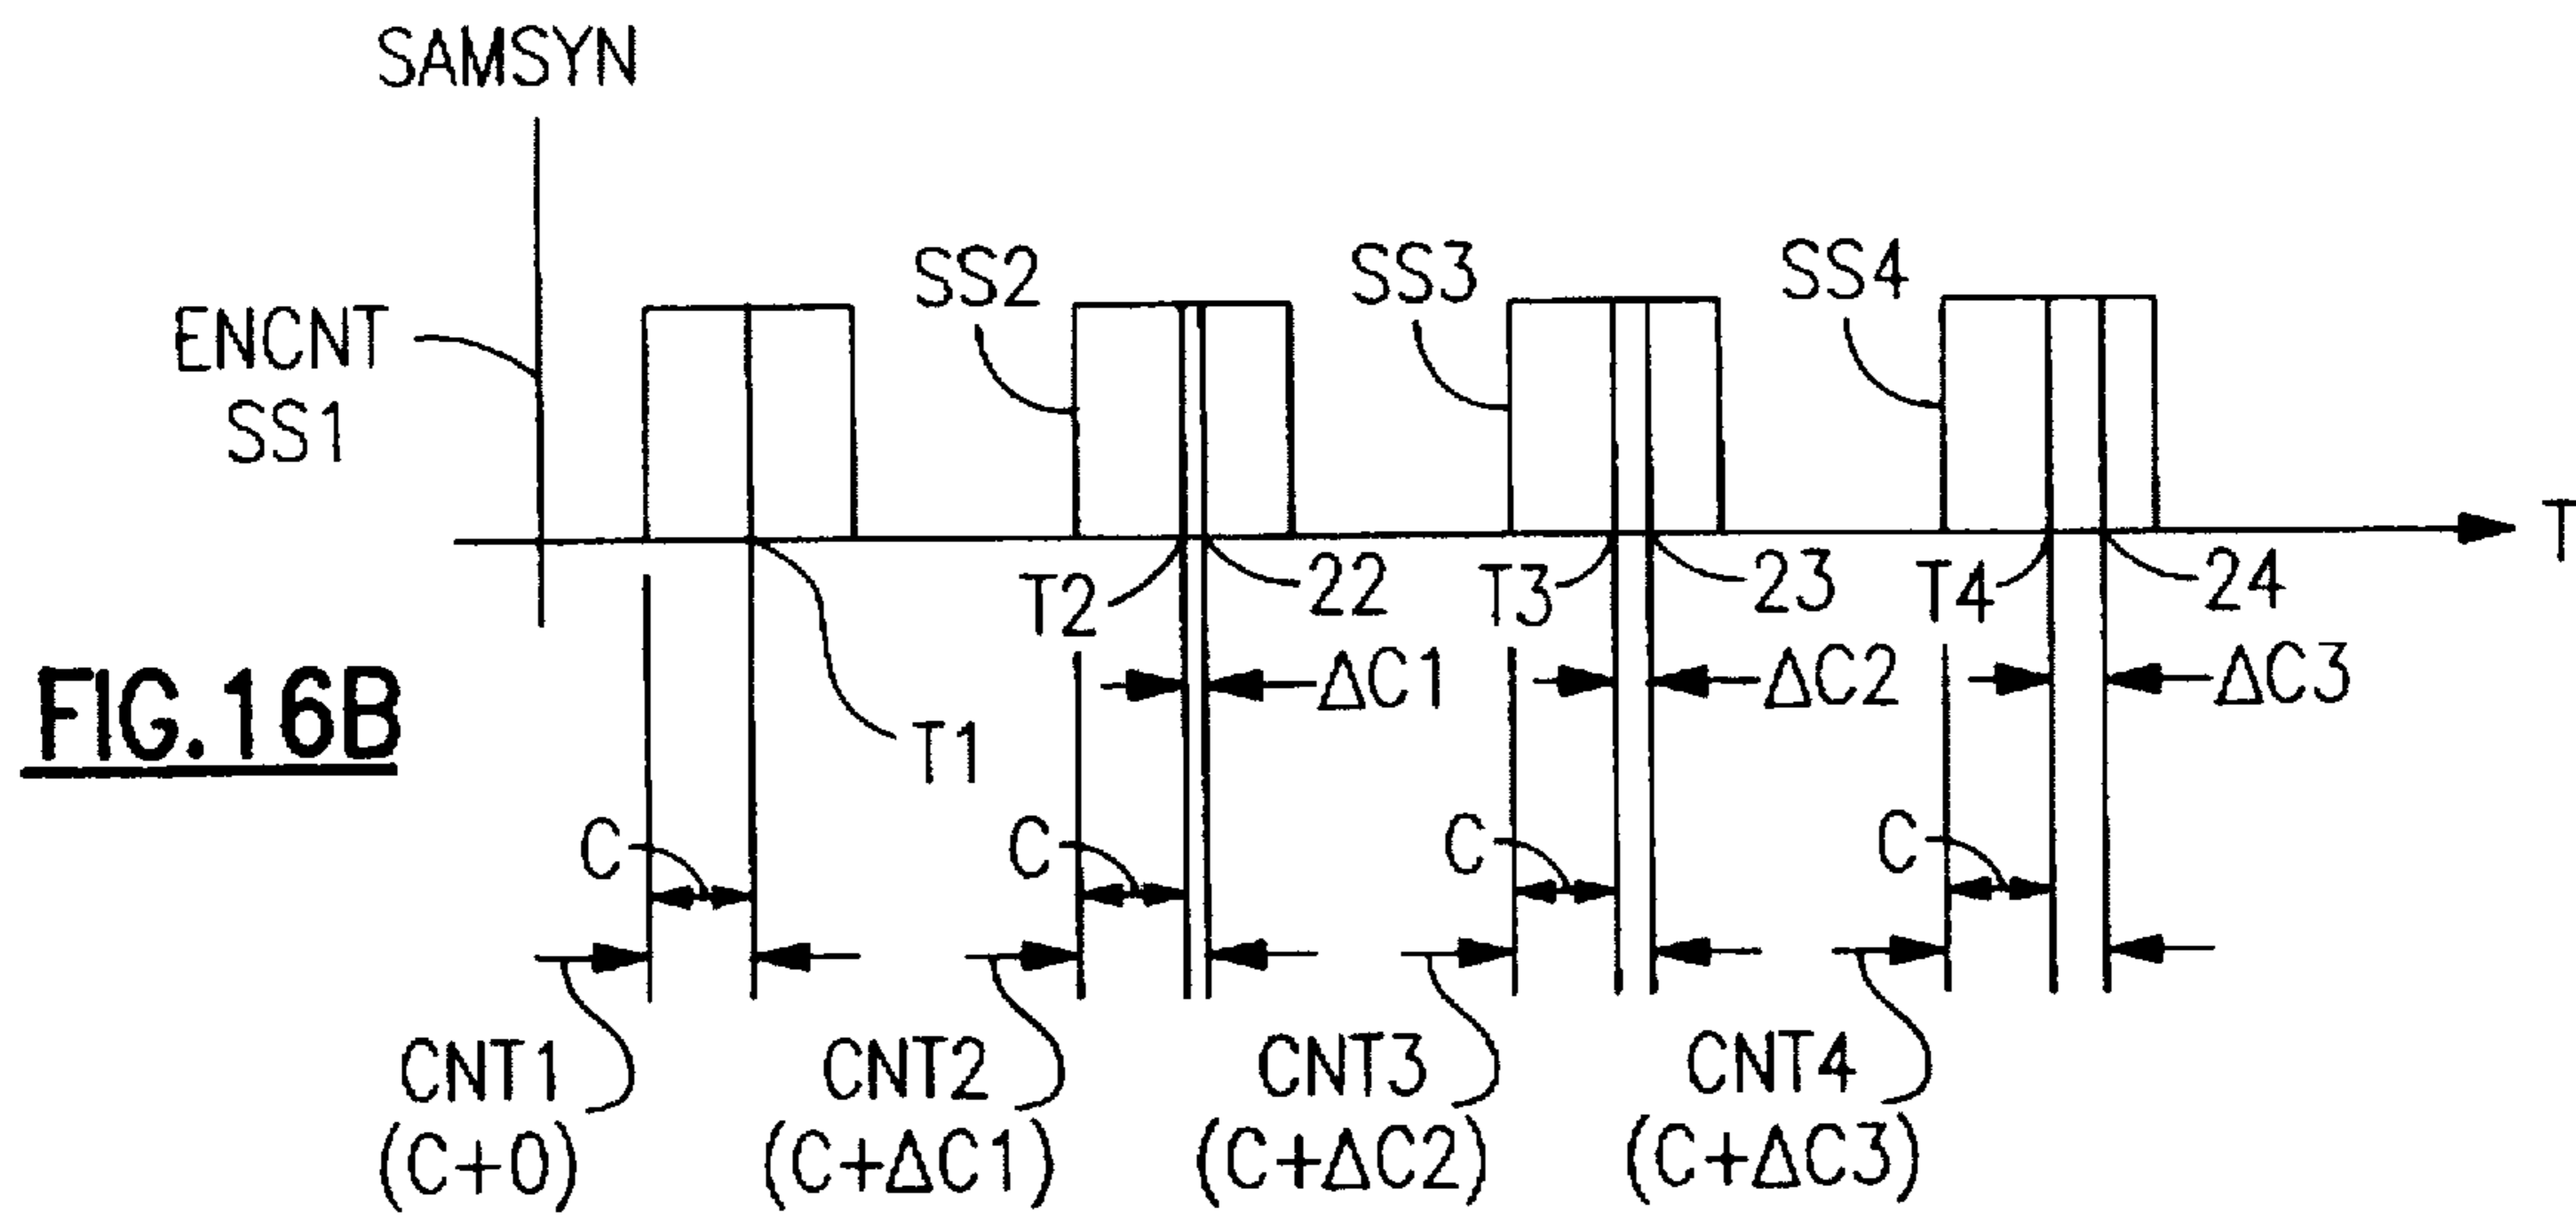 SAMSYN
ENCNT
SS1
SS2
SS3
SS4
T
T2
22
T3
23
T4
24
ΔC1
ΔC2
ΔC3
FIG.16B
T1
C
C
C
C
CNT1
(C+0)
CNT2
(C+ΔC1)
CNT3
(C+ΔC2)
CNT4
(C+ΔC3)